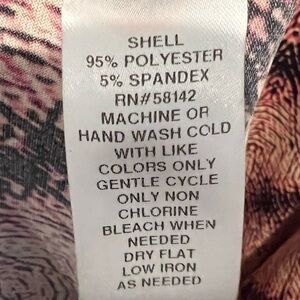 SHELL
95% POLYESTER
5% SPANDEX
RN#58142
MACHINE OR
HAND WASH COLD
WITH LIKE
COLORS ONLY
GENTLE CYCLE
ONLY NON
CHLORINE
BLEACH WHEN
NEEDED
DRY FLAT
LOW IRON
AS NEEDED